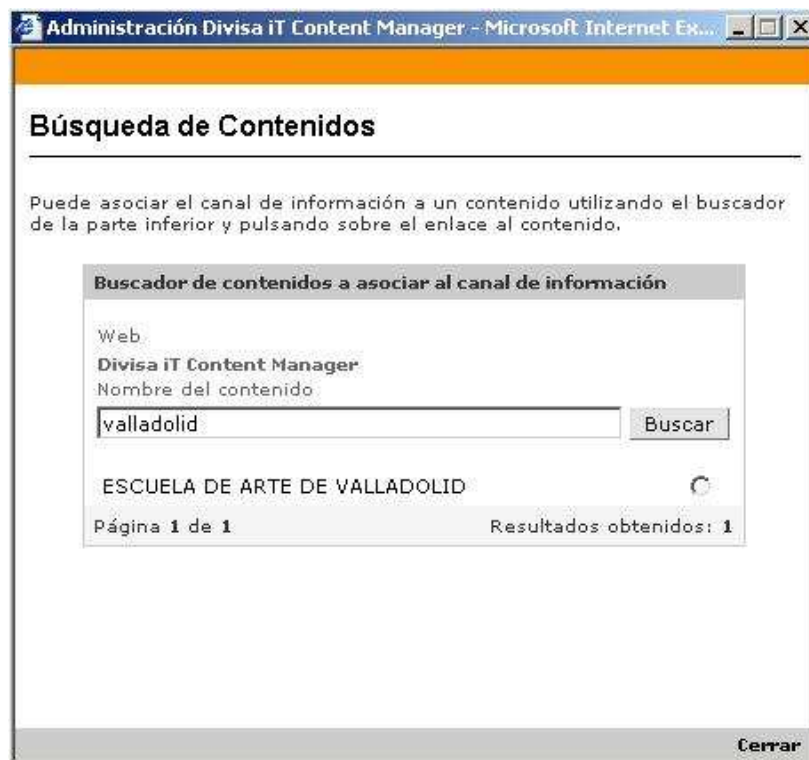 Administración Divisa iT Content Manager - Microsoft Internet Ex...
Búsqueda de Contenidos
Puede asociar el canal de información a un contenido utilizando el buscador
de la parte inferior y pulsando sobre el enlace al contenido.
Buscador de contenidos a asociar al canal de información
Web
Divisa iT Content Manager
Nombre del contenido
valladolid Buscar
ESCUELA DE ARTE DE VALLADOLID
Página 1 de 1 Resultados obtenidos: 1
Cerrar